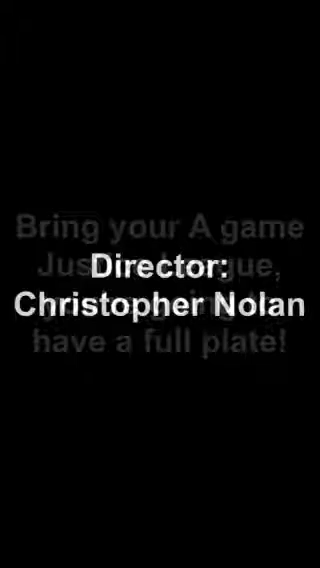 Bring your A game
Director:
Christopher Nolan
have a full plate!